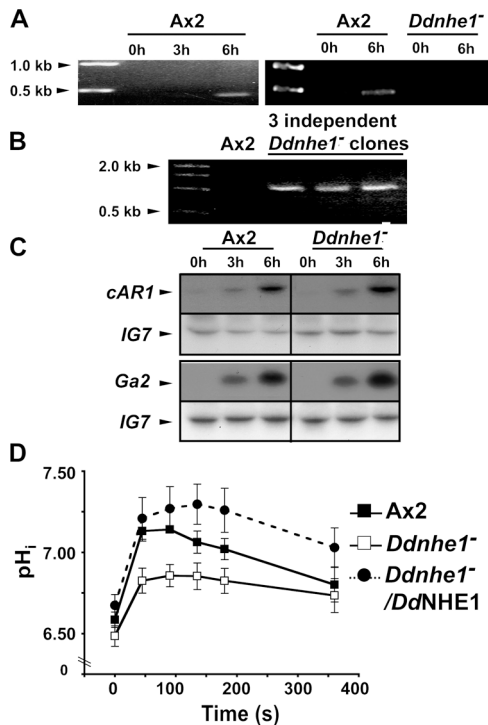 A
Ax2
0h 3h 6h
Ax2 Ddnhe1⁻
0h 6h 0h 6h
1.0 kb
0.5 kb
B
3 independent
Ax2 Ddnhe1⁻ clones
2.0 kb
0.5 kb
C
Ax2 Ddnhe1⁻
0h 3h 6h 0h 3h 6h
cAR1
IG7
Ga2
IG7
D
7.50
7.00
6.50
0
pHi
0 100 200 300 400
Time (s)
Ax2
Ddnhe1⁻
Ddnhe1⁻
/DdNHE1